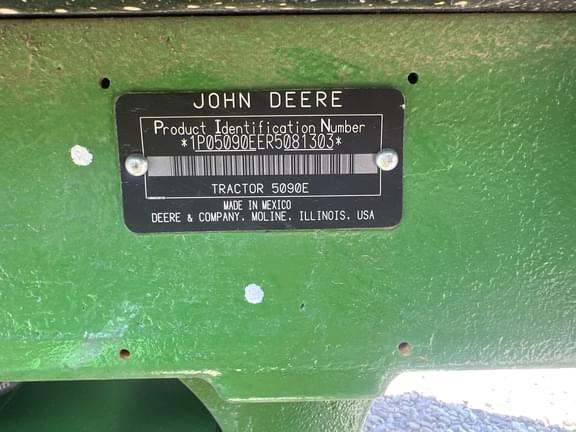 JOHN DEERE
Product Identification Number
*1P05090EER5081303*
TRACTOR 5090E
MADE IN MEXICO
DEERE & COMPANY. MOLINE. ILLINOIS. USA